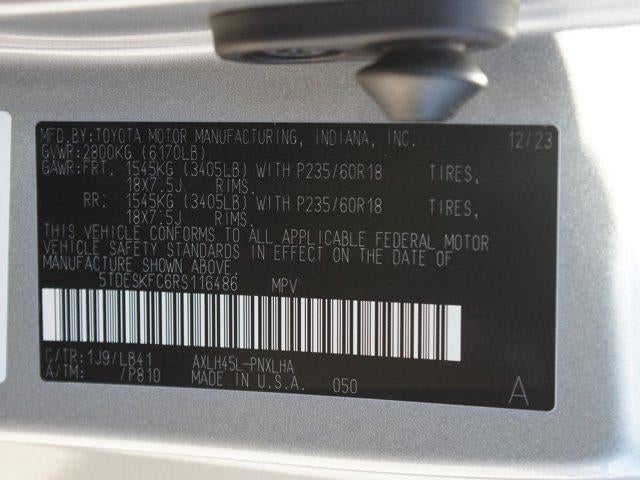 MFD.BY:TOYOTA MOTOR MANUFACTURING, INDIANA, INC. 12/23
GVWR:2800KG (6170LB)
GAWR:FRT. 1545KG (3405LB) WITH P235/60R18 TIRES,
18X7.5J RIMS.
RR. 1545KG (3405LB) WITH P235/60R18 TIRES,
18X7.5J RIMS.
THIS VEHICLE CONFORMS TO ALL APPLICABLE FEDERAL MOTOR
VEHICLE SAFETY STANDARDS IN EFFECT ON THE DATE OF
MANUFACTURE SHOWN ABOVE.
5TDESKFC6RS116486 MPV
C/TR:1J9/LB41 AXLH45L-PNXLHA
A/TM: /P810 MADE IN U.S.A. 050 A